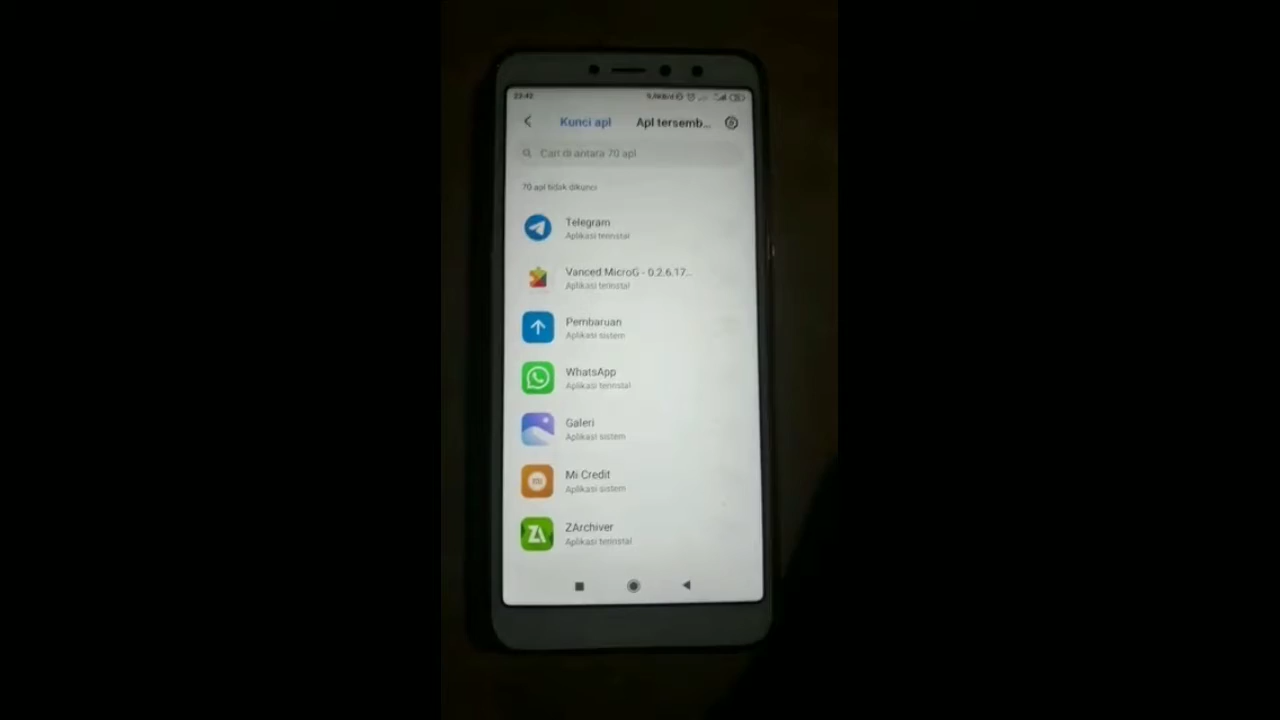 23:42
Kunci apl
Apl tersemb...
Cari di antara 70 apl
70 apl tidak dikunci
Telegram
Aplikasi terinstal
Vanced MicroG - 0.2.6.17...
Aplikasi terinstal
Pembaruan
Aplikasi sistem
WhatsApp
Aplikasi terinstal
Galeri
Aplikasi sistem
Mi Credit
Aplikasi sistem
ZArchiver
Aplikasi terinstal